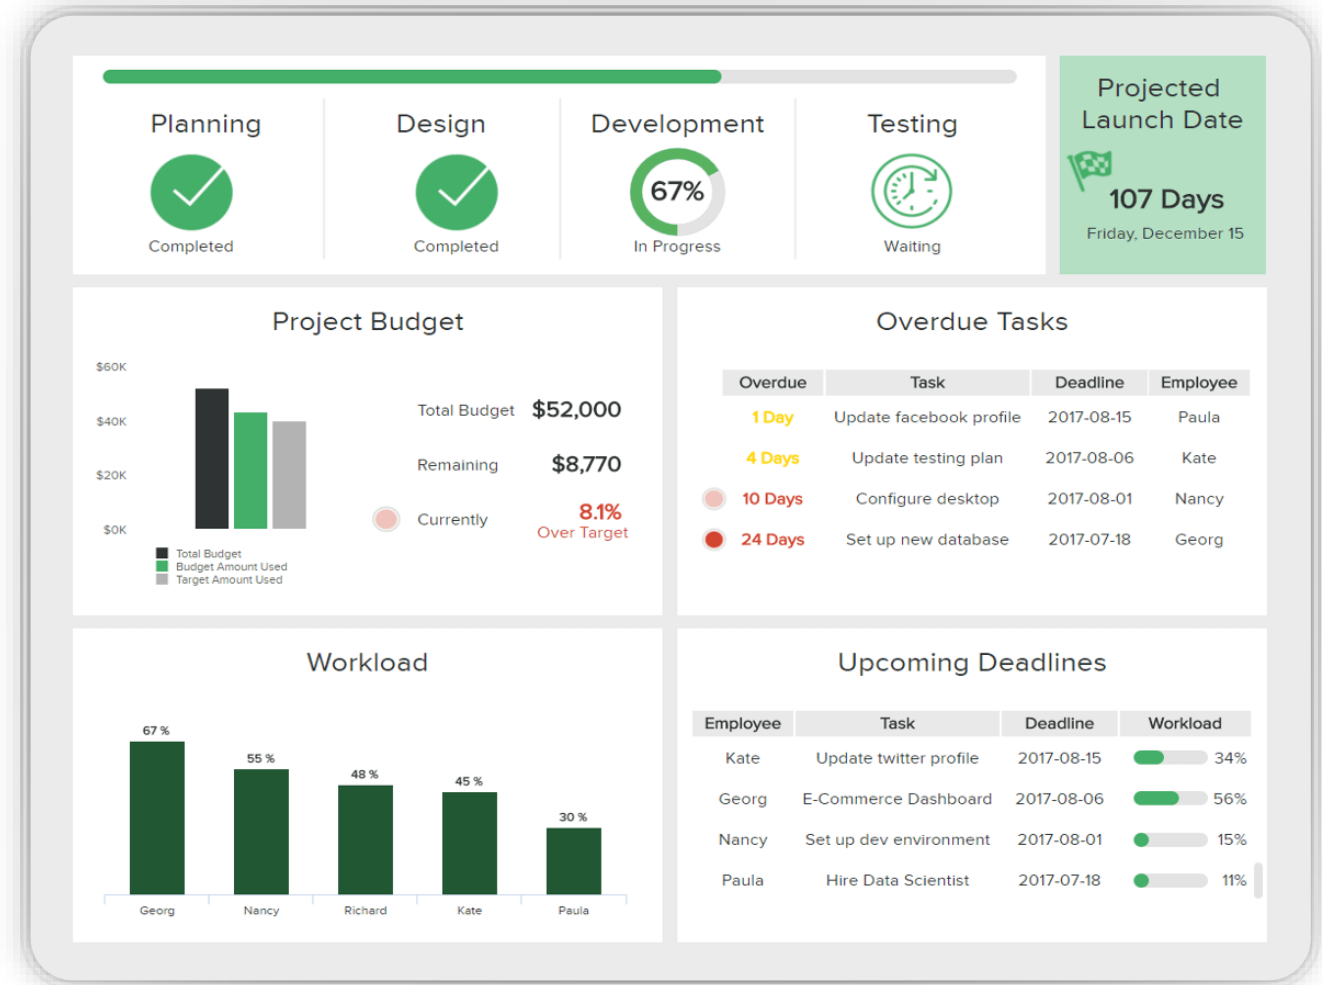 Planning
Completed
Design
Completed
Development
67%
In Progress
Testing
Waiting
Projected
Launch Date
107 Days
Friday, December 15
Project Budget
$60K
$40K
$20K
$0K
Total Budget
Budget Amount Used
Target Amount Used
Total Budget $52,000
Remaining $8,770
Currently 8.1%
Over Target
Overdue Tasks
Overdue Task Deadline Employee
1 Day Update facebook profile 2017-08-15 Paula
4 Days Update testing plan 2017-08-06 Kate
10 Days Configure desktop 2017-08-01 Nancy
24 Days Set up new database 2017-07-18 Georg
Workload
67 %
55 %
48 %
45 %
30 %
Georg Nancy Richard Kate Paula
Upcoming Deadlines
Employee Task Deadline Workload
Kate Update twitter profile 2017-08-15 34%
Georg E-Commerce Dashboard 2017-08-06 56%
Nancy Set up dev environment 2017-08-01 15%
Paula Hire Data Scientist 2017-07-18 11%